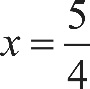 x = 5/4